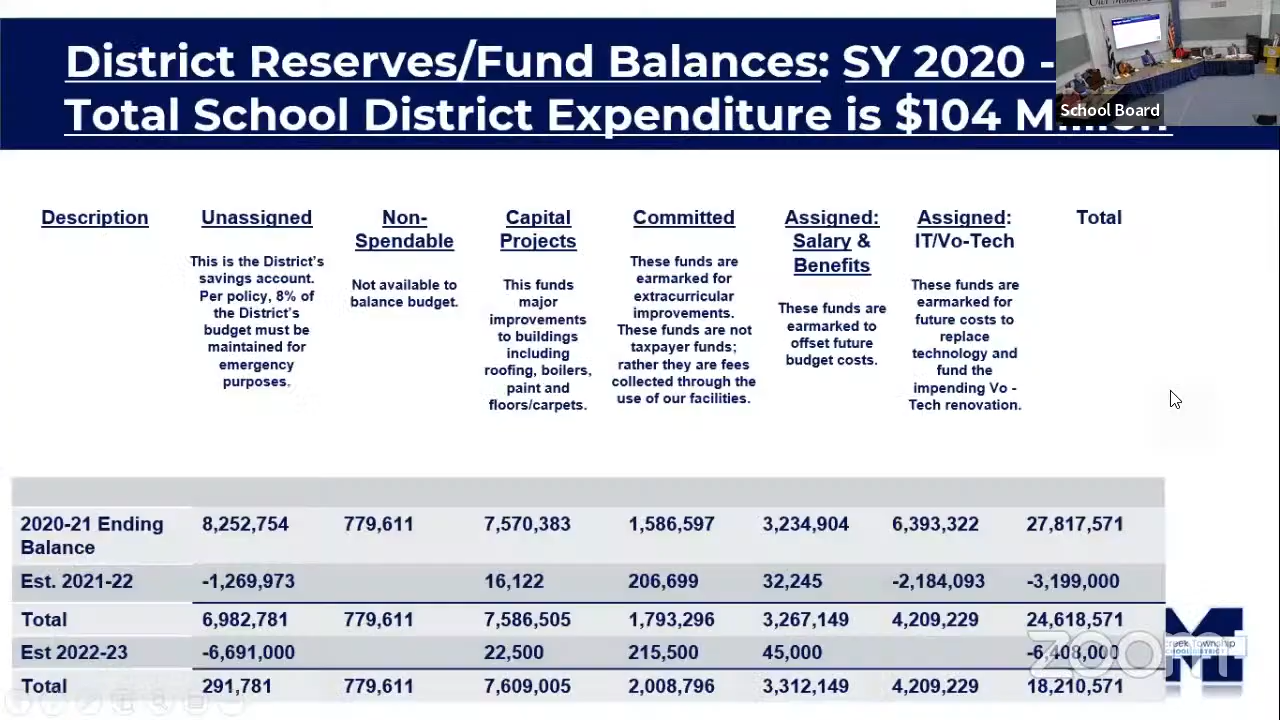 District Reserves/Fund Balances: SY 2020 -
Total School District Expenditure is $104 Million
School Board
Description
Unassigned
This is the District's
savings account.
Per policy, 8% of
the District's
budget must be
maintained for
emergency
purposes.
Non-
Spendable
Not available to
balance budget.
Capital
Projects
This funds
major
improvements
to buildings
including
roofing, boilers,
paint and
floors/carpets.
Committed
These funds are
earmarked for
extracurricular
improvements.
These funds are not
taxpayer funds;
rather they are fees
collected through the
use of our facilities.
Assigned:
Salary &
Benefits
These funds are
earmarked to
offset future
budget costs.
Assigned:
IT/Vo-Tech
These funds are
earmarked for
future costs to
replace
technology and
fund the
impending Vo -
Tech renovation.
Total
2020-21 Ending
Balance
8,252,754 779,611 7,570,383 1,586,597 3,234,904 6,393,322 27,817,571
Est. 2021-22 -1,269,973 16,122 206,699 32,245 -2,184,093 -3,199,000
Total 6,982,781 779,611 7,586,505 1,793,296 3,267,149 4,209,229 24,618,571
Est 2022-23 -6,691,000 22,500 215,500 45,000 -6,408,000
Total 291,781 779,611 7,609,005 2,008,796 3,312,149 4,209,229 18,210,571
zoom
creek Township
SCHOOL DISTRICT